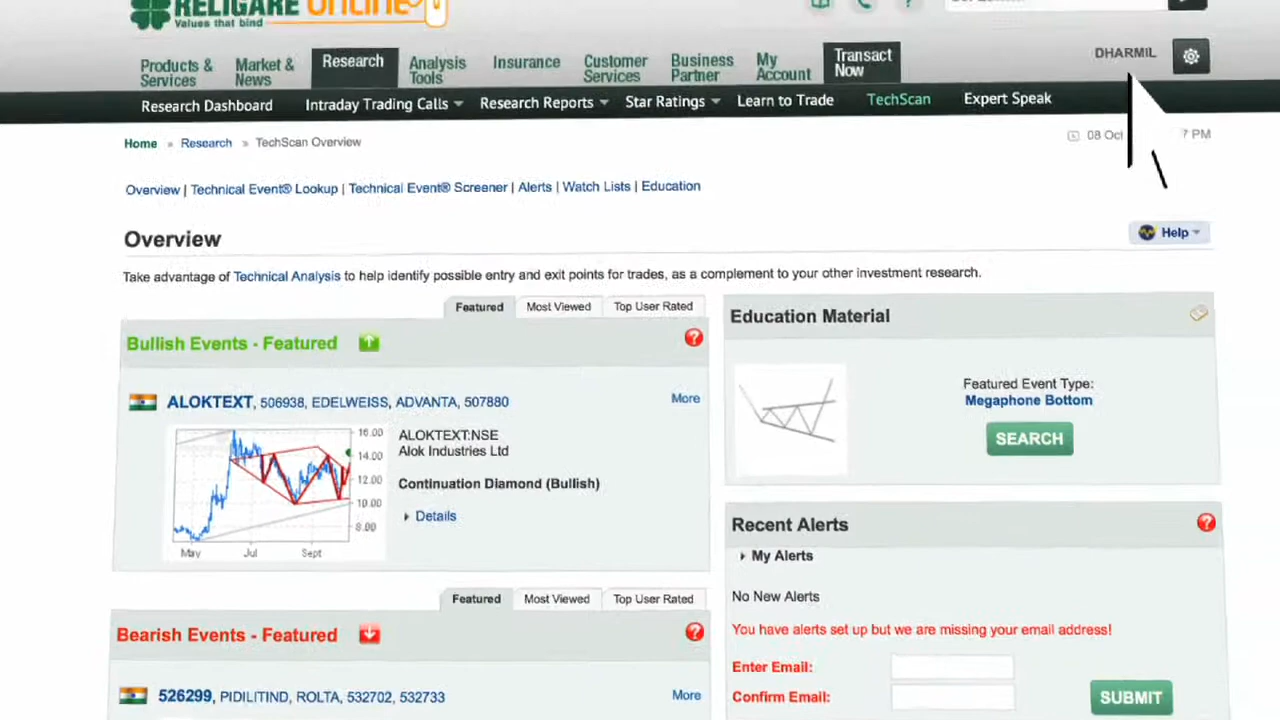 RELIGARE Online
Values that bind
Products & Services
Market & News
Research
Analysis Tools
Insurance
Customer Services
Business Partner
My Account
Transact Now
DHARMIL
Research Dashboard
Intraday Trading Calls
Research Reports
Star Ratings
Learn to Trade
TechScan
Expert Speak
Home » Research » TechScan Overview
08 Oct
7 PM
Overview | Technical Event® Lookup | Technical Event® Screener | Alerts | Watch Lists | Education
Overview
Help
Take advantage of Technical Analysis to help identify possible entry and exit points for trades, as a complement to your other investment research.
Featured
Most Viewed
Top User Rated
Bullish Events - Featured
?
ALOKTEXT, 506938, EDELWEISS, ADVANTA, 507880
More
16.00
14.00
12.00
10.00
8.00
May
Jul
Sept
ALOKTEXT:NSE
Alok Industries Ltd
Continuation Diamond (Bullish)
Details
Education Material
Featured Event Type:
Megaphone Bottom
SEARCH
Recent Alerts
?
My Alerts
No New Alerts
You have alerts set up but we are missing your email address!
Enter Email:
Confirm Email:
SUBMIT
Featured
Most Viewed
Top User Rated
Bearish Events - Featured
?
526299, PIDILITIND, ROLTA, 532702, 532733
More